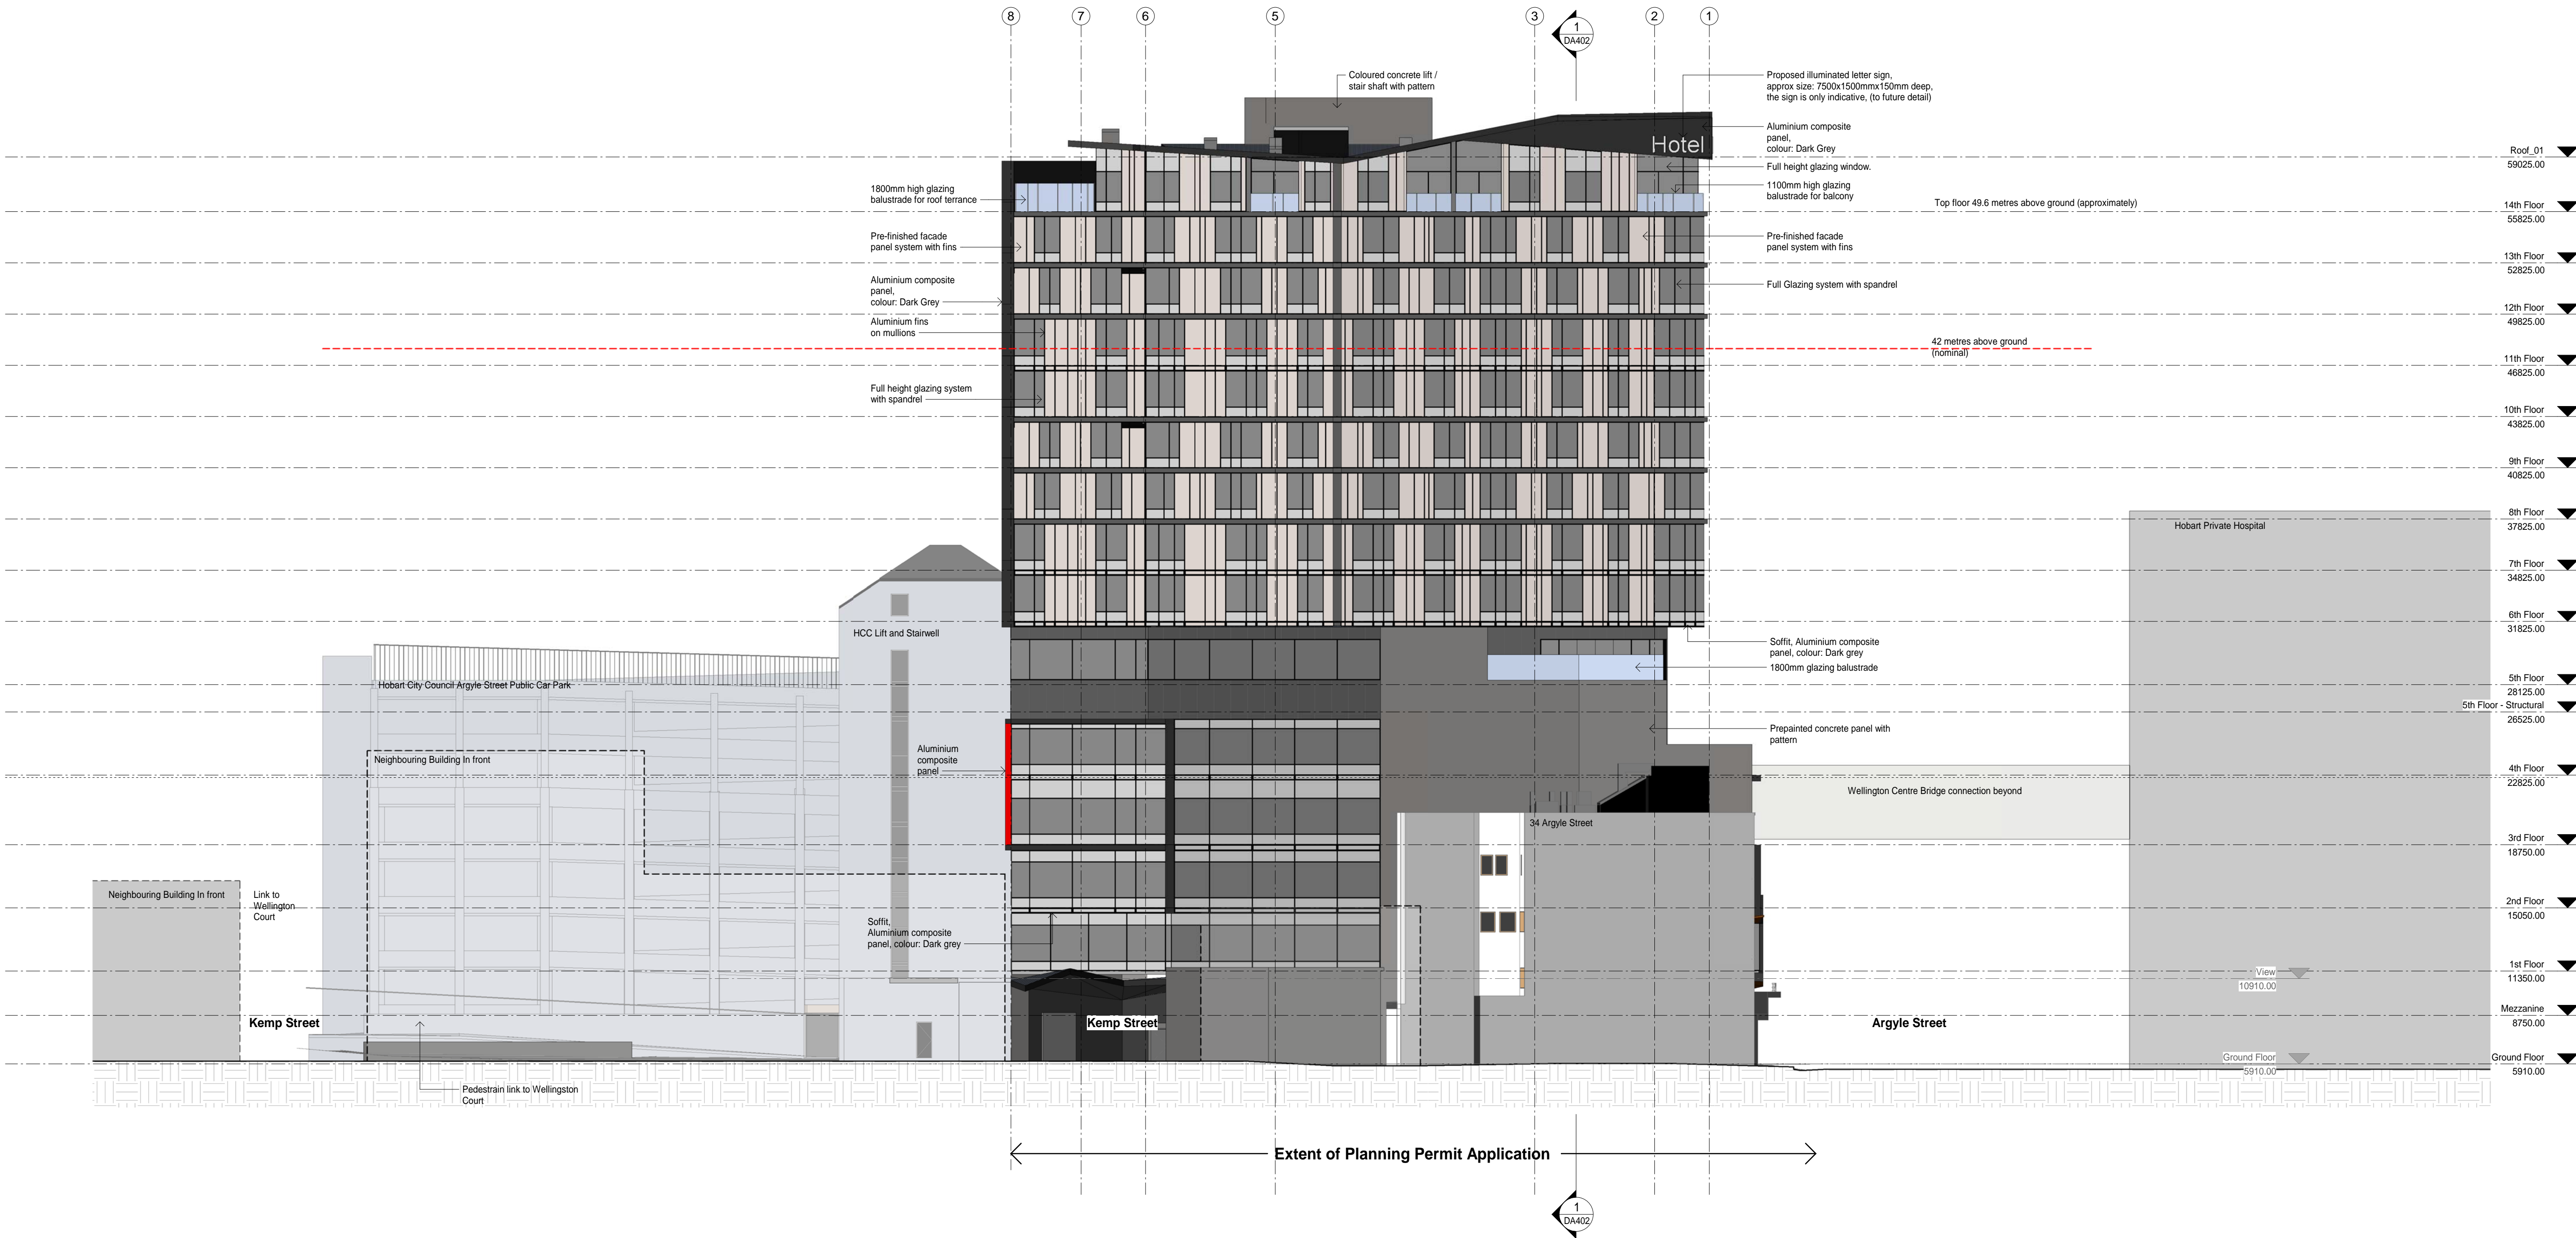 8
7
6
5
3
1
DA402
2
1
Coloured concrete lift /
stair shaft with pattern
Proposed illuminated letter sign,
approx size: 7500x1500mmx150mm deep,
the sign is only indicative, (to future detail)
Aluminium composite
panel,
colour: Dark Grey
Hotel
Full height glazing window.
1100mm high glazing
balustrade for balcony
1800mm high glazing
balustrade for roof terrance
Top floor 49.6 metres above ground (approximately)
Pre-finished facade
panel system with fins
Pre-finished facade
panel system with fins
Aluminium composite
panel,
colour: Dark Grey
Full Glazing system with spandrel
Aluminium fins
on mullions
42 metres above ground
(nominal)
Full height glazing system
with spandrel
Roof_01
59025.00
14th Floor
55825.00
13th Floor
52825.00
12th Floor
49825.00
11th Floor
46825.00
10th Floor
43825.00
9th Floor
40825.00
8th Floor
37825.00
7th Floor
34825.00
6th Floor
31825.00
5th Floor
28125.00
5th Floor - Structural
26525.00
4th Floor
22825.00
3rd Floor
18750.00
2nd Floor
15050.00
1st Floor
11350.00
Mezzanine
8750.00
Ground Floor
5910.00
Hobart Private Hospital
HCC Lift and Stairwell
Soffit, Aluminium composite
panel, colour: Dark grey
1800mm glazing balustrade
Hobart City Council Argyle Street Public Car Park
Prepainted concrete panel with
pattern
Aluminium
composite
panel
Neighbouring Building In front
Wellington Centre Bridge connection beyond
34 Argyle Street
Neighbouring Building In front
Link to
Wellington
Court
Soffit,
Aluminium composite
panel, colour: Dark grey
View
10910.00
Kemp Street
Kemp Street
Argyle Street
Ground Floor
5910.00
Pedestrain link to Wellingston
Court
Extent of Planning Permit Application
1
DA402